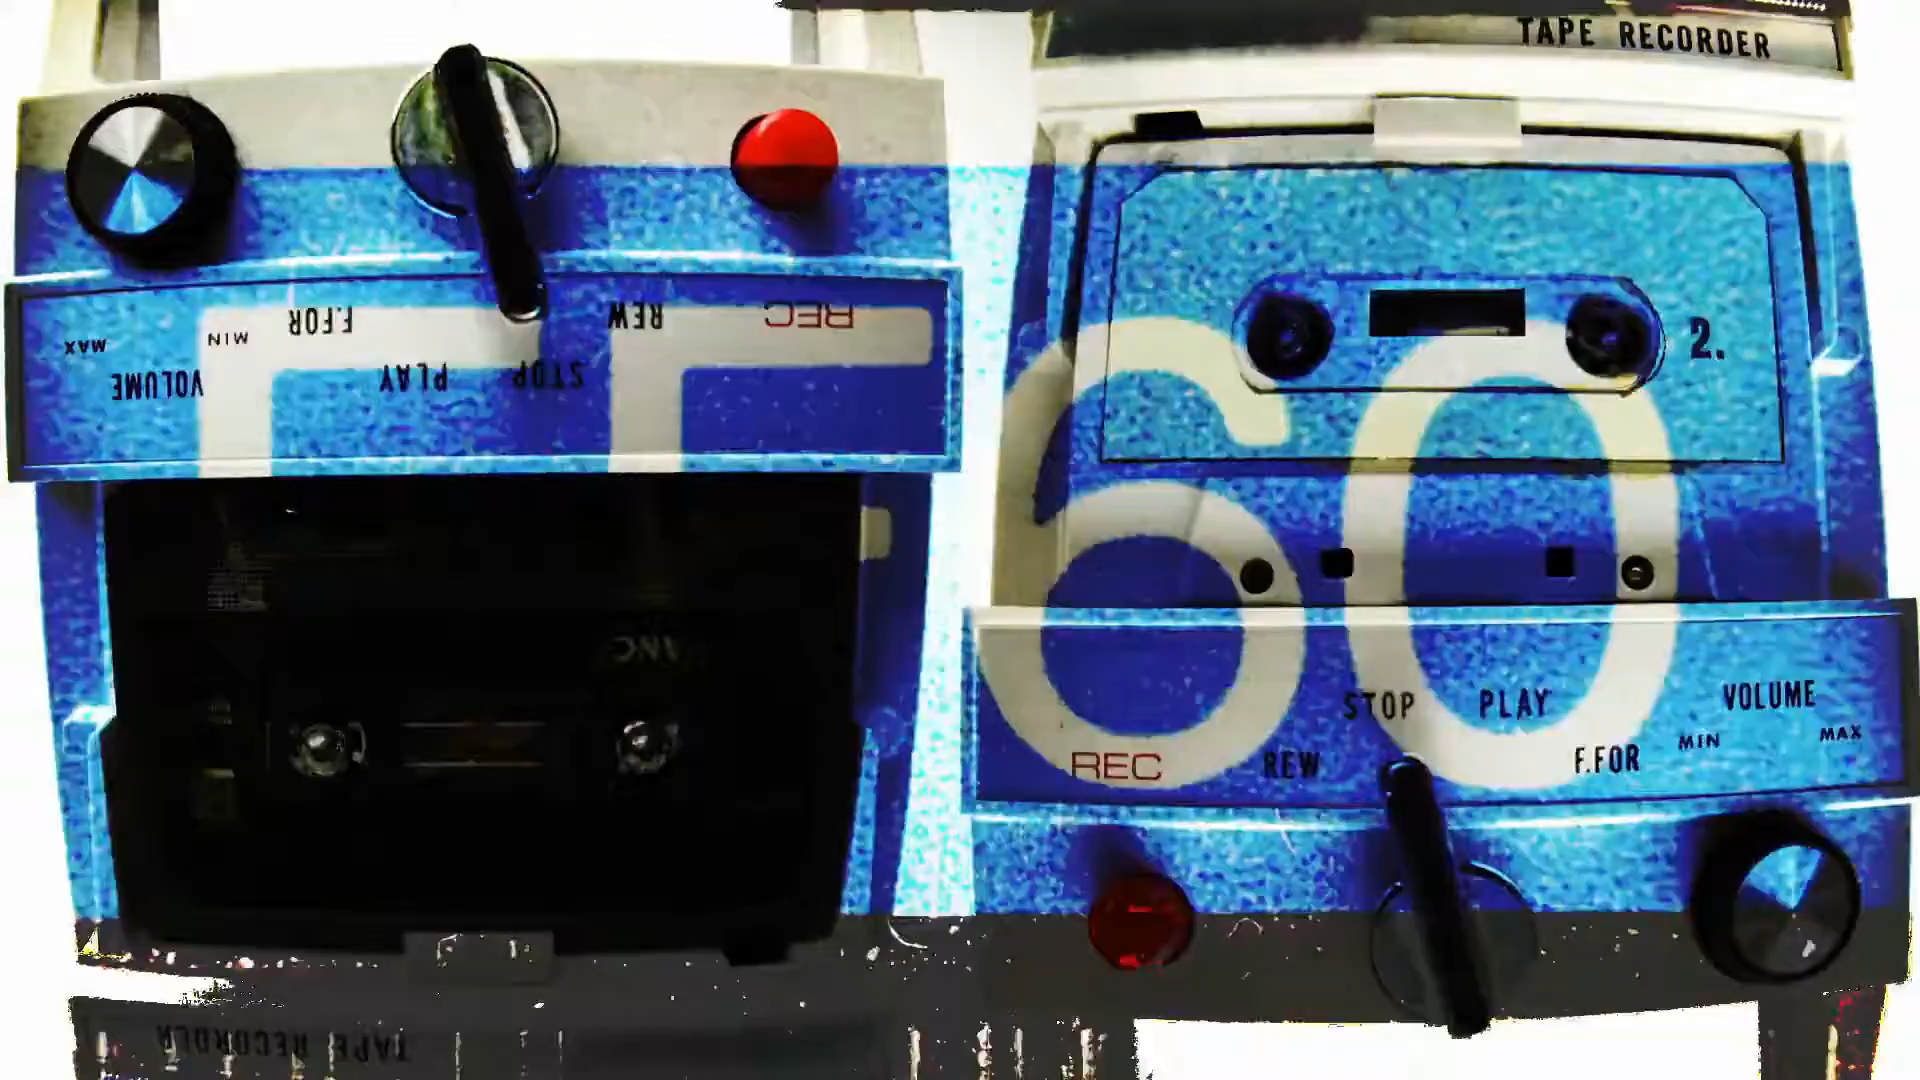 TAPE RECORDER
F.FOR
REW
REC
MAX
MIN
VOLUME
PLAY
STOP
2.
60
STOP
PLAY
VOLUME
REC
REW
F.FOR
MIN
MAX
TAPE RECORDER